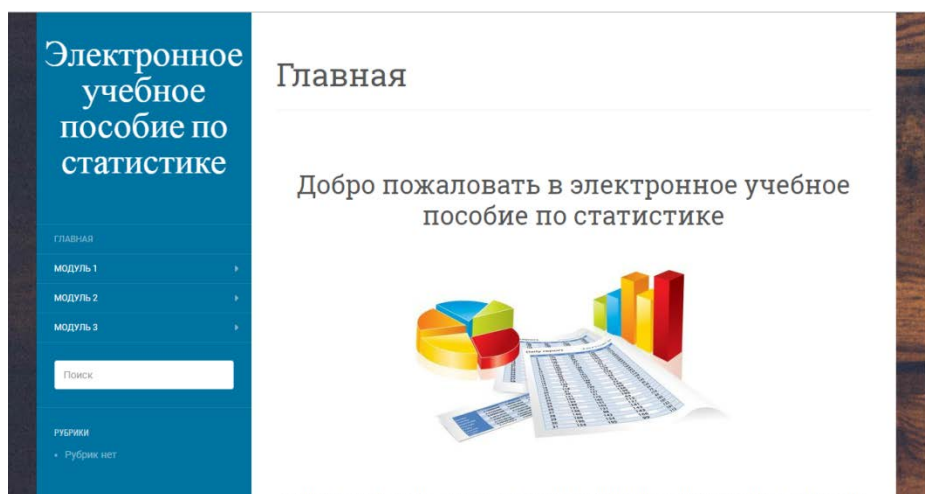 Электронное
учебное
пособие по
статистике
ГЛАВНАЯ
МОДУЛЬ 1
МОДУЛЬ 2
МОДУЛЬ 3
Поиск
РУБРИКИ
• Рубрик нет
Главная
Добро пожаловать в электронное учебное
пособие по статистике